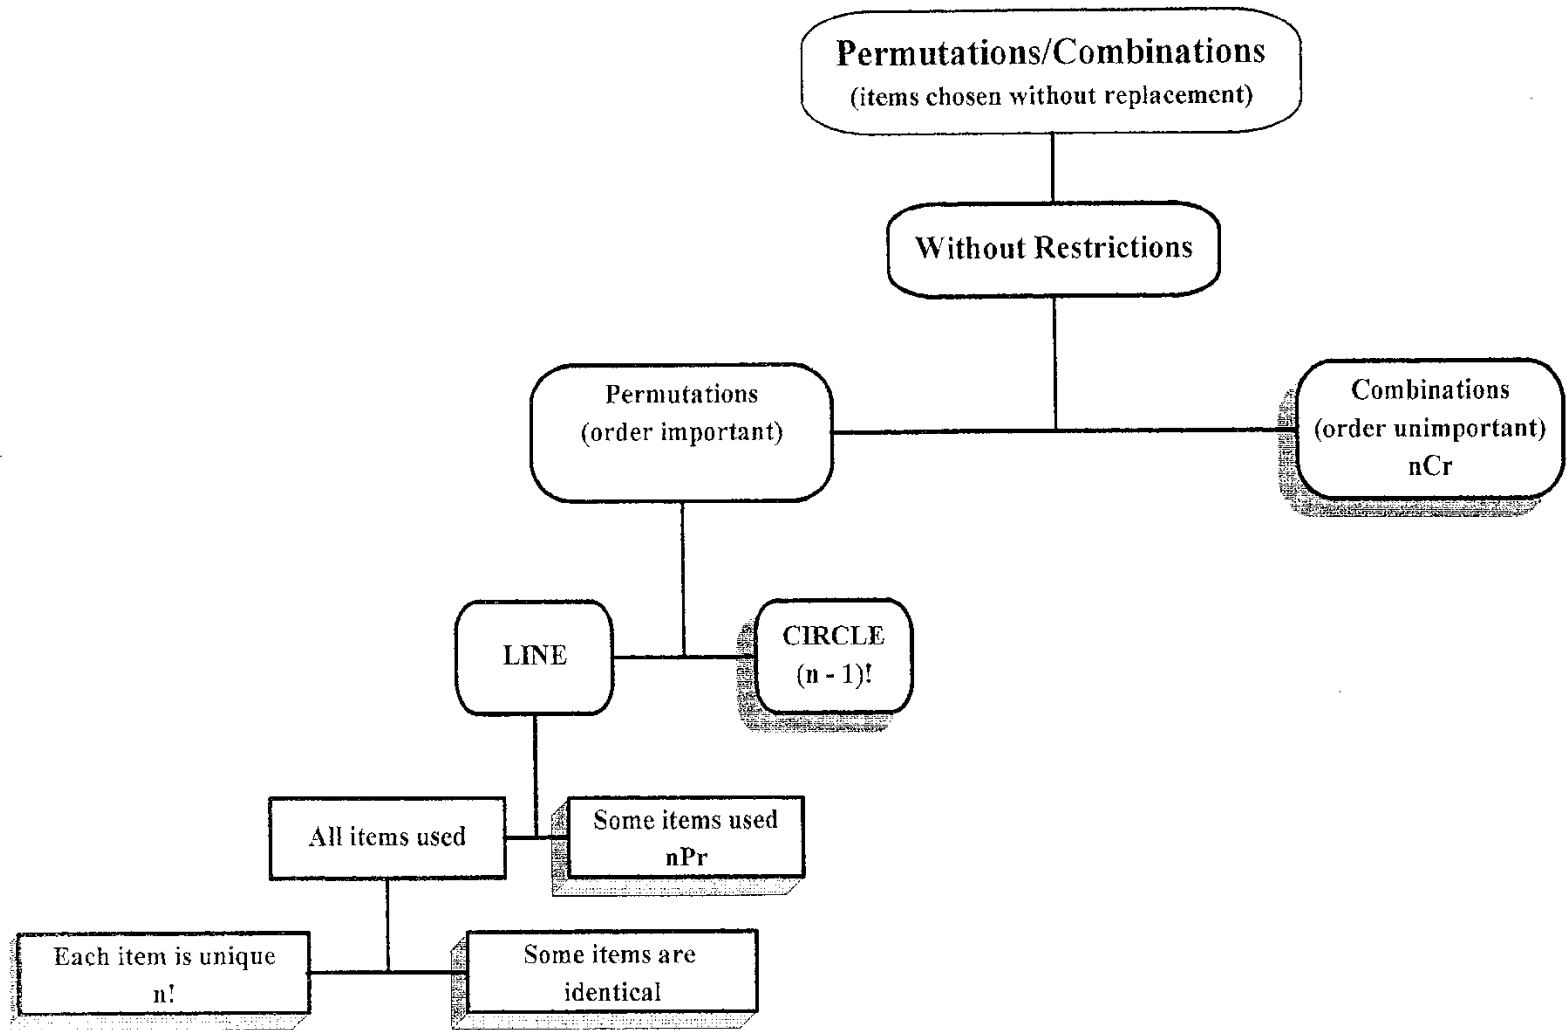 Permutations/Combinations
(items chosen without replacement)
Without Restrictions
Permutations
(order important)
Combinations
(order unimportant)
nCr
LINE
CIRCLE
(n - 1)!
All items used
Some items used
nPr
Each item is unique
n!
Some items are
identical